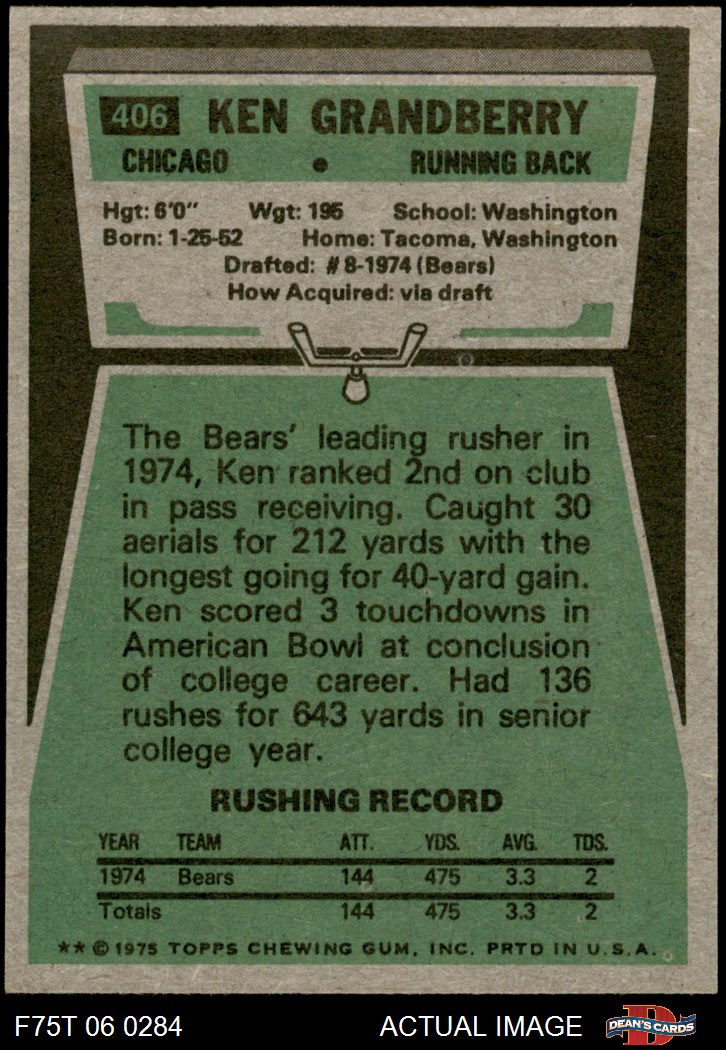 406 KEN GRANDBERRY
CHICAGO • RUNNING BACK
Hgt: 6'0" Wgt: 195 School: Washington
Born: 1-25-52 Home: Tacoma, Washington
Drafted: #8-1974 (Bears)
How Acquired: via draft
The Bears' leading rusher in
1974, Ken ranked 2nd on club
in pass receiving. Caught 30
aerials for 212 yards with the
longest going for 40-yard gain.
Ken scored 3 touchdowns in
American Bowl at conclusion
of college career. Had 136
rushes for 643 yards in senior
college year.
RUSHING RECORD
YEAR TEAM ATT. YDS. AVG. TDS.
1974 Bears 144 475 3.3 2
Totals 144 475 3.3 2
** © 1975 TOPPS CHEWING GUM, INC. PRTD IN U.S.A.
F75T 06 0284 ACTUAL IMAGE DEAN'S CARDS